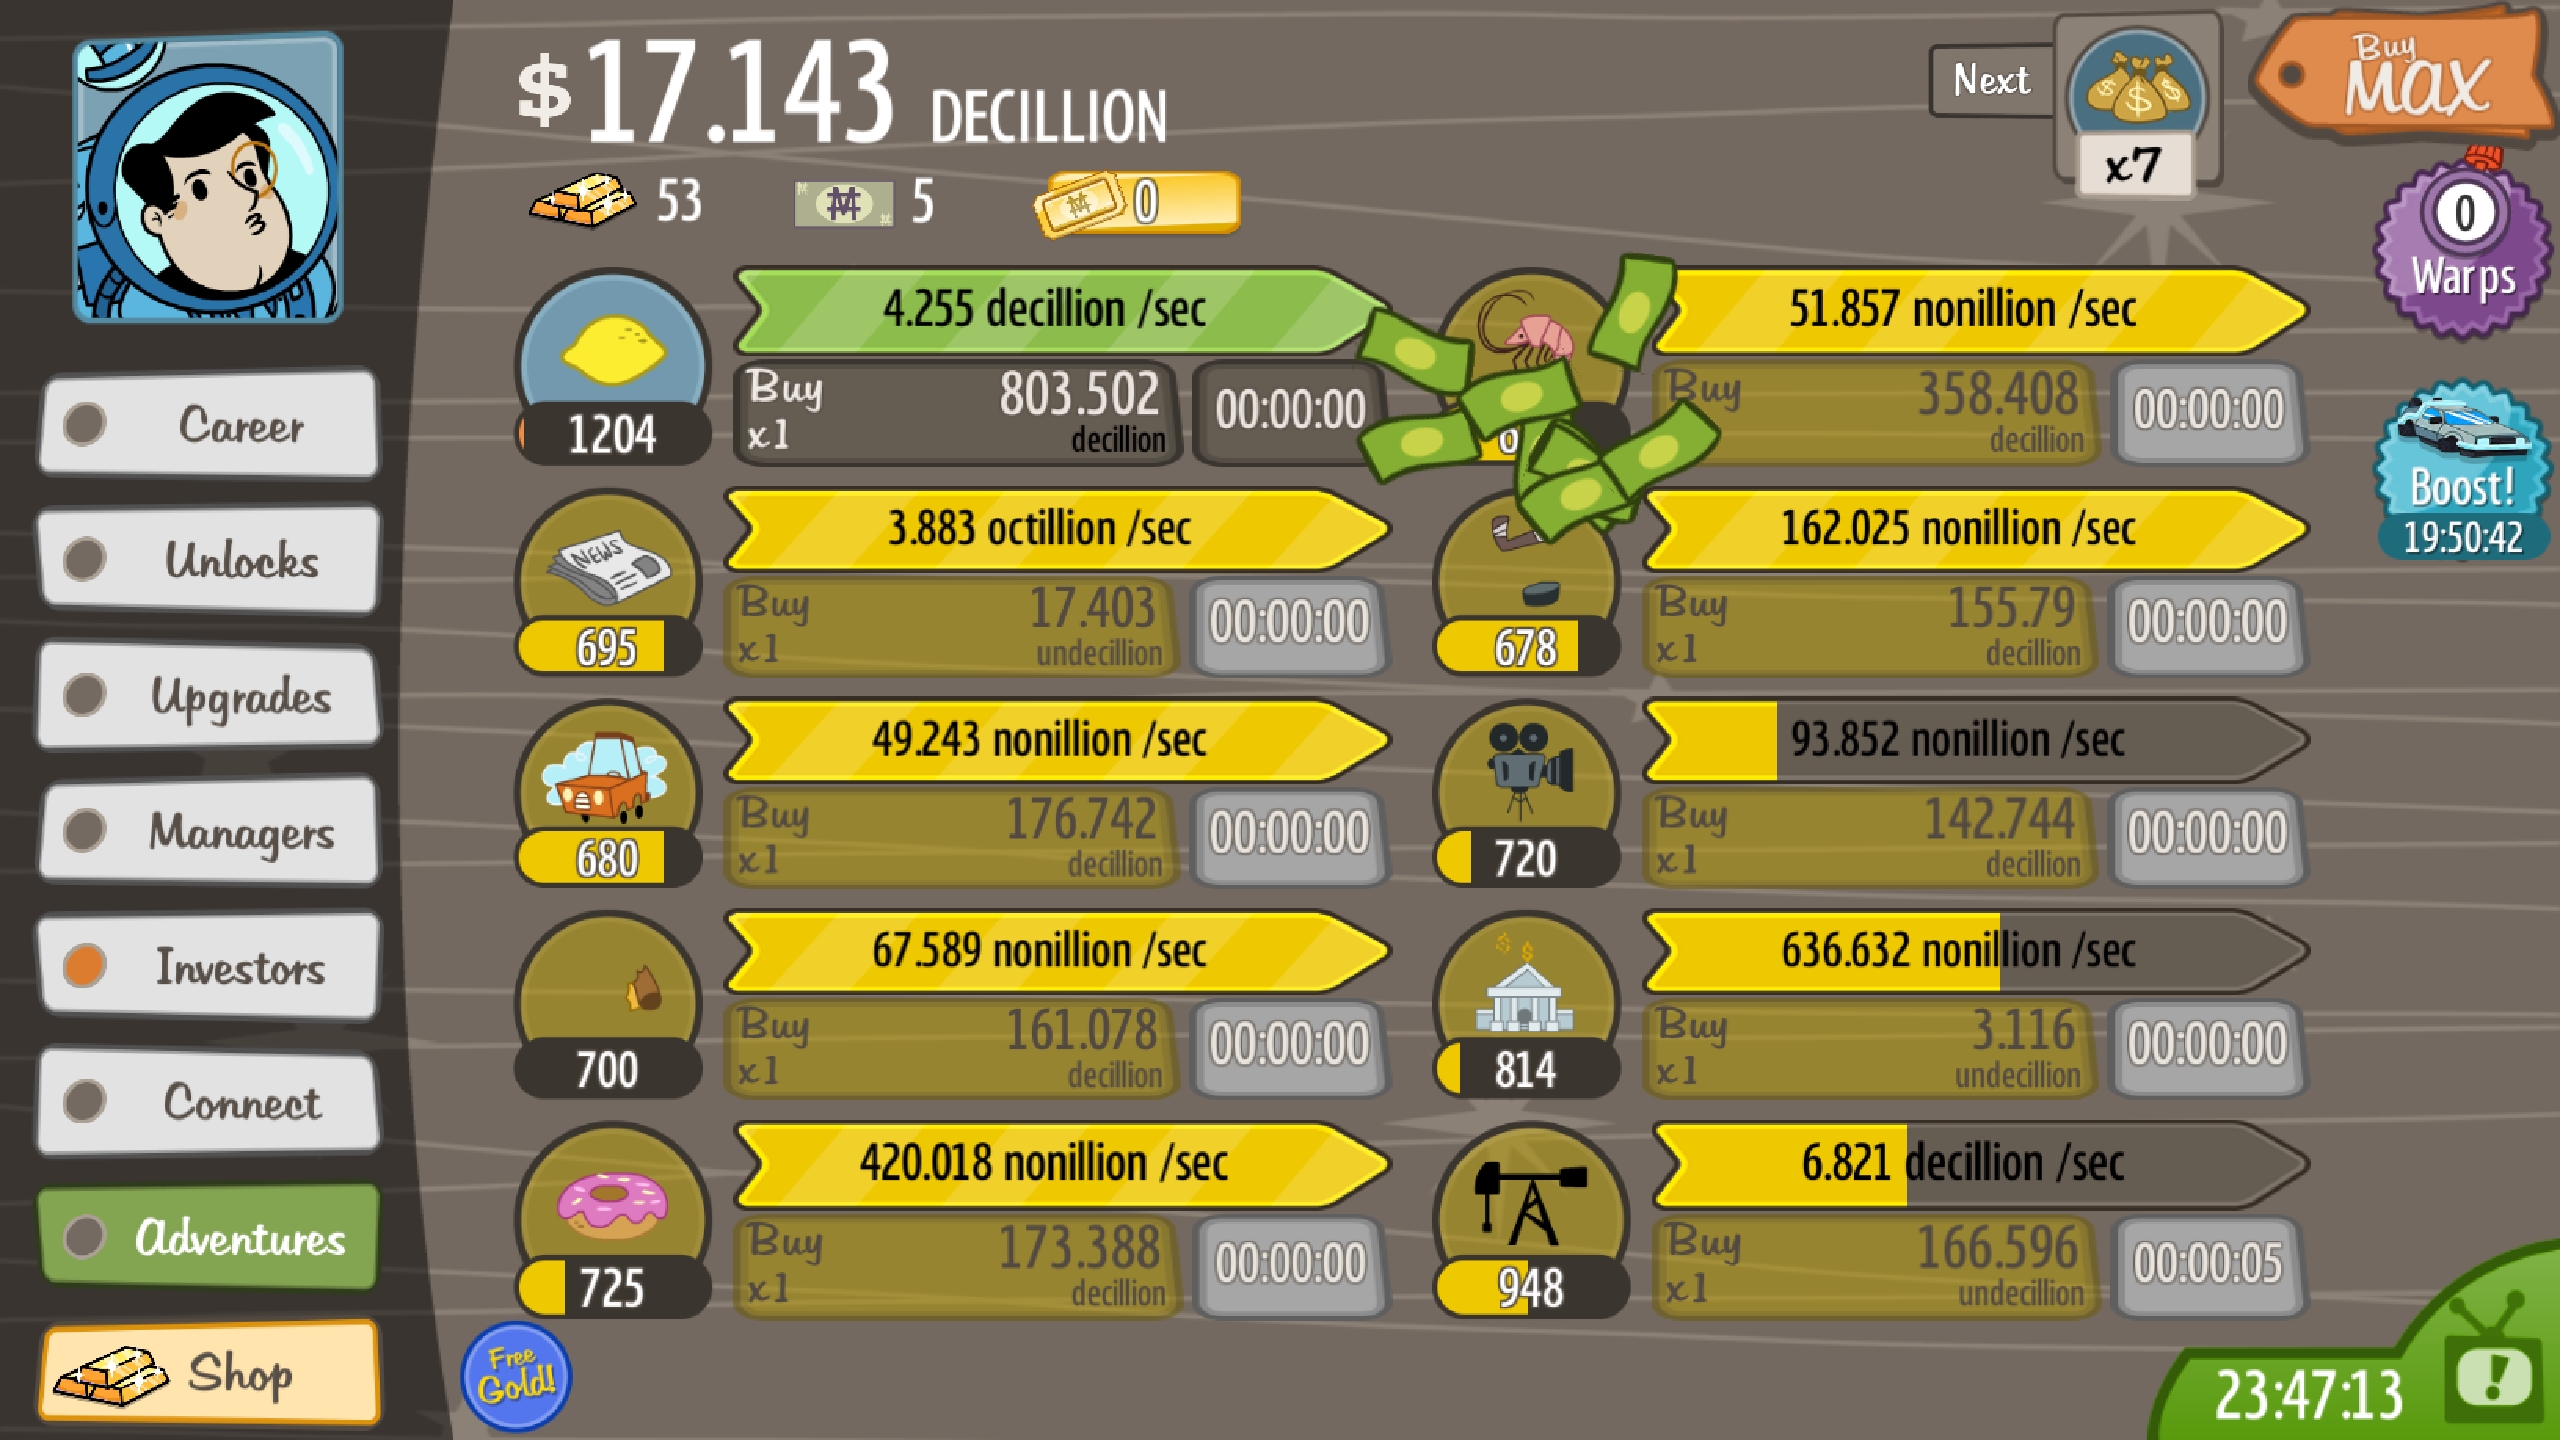 $17.143 DECILLION
53
5
0
Next
x7
Buy
MAX
0
Warps
Boost!
19:50:42
Career
Unlocks
Upgrades
Managers
Investors
Connect
Adventures
Shop
4.255 decillion /sec
1204
Buy
x1
803.502
decillion
00:00:00
51.857 nonillion /sec
Buy
358.408
decillion
00:00:00
NEWS
3.883 octillion /sec
695
Buy
x1
17.403
undecillion
00:00:00
162.025 nonillion /sec
678
Buy
x1
155.79
decillion
00:00:00
49.243 nonillion /sec
680
Buy
x1
176.742
decillion
00:00:00
93.852 nonillion /sec
720
Buy
x1
142.744
decillion
00:00:00
67.589 nonillion /sec
700
Buy
x1
161.078
decillion
00:00:00
636.632 nonillion /sec
814
Buy
x1
3.116
undecillion
00:00:00
420.018 nonillion /sec
725
Buy
x1
173.388
decillion
00:00:00
6.821 decillion /sec
948
Buy
x1
166.596
undecillion
00:00:05
Free
Gold!
23:47:13